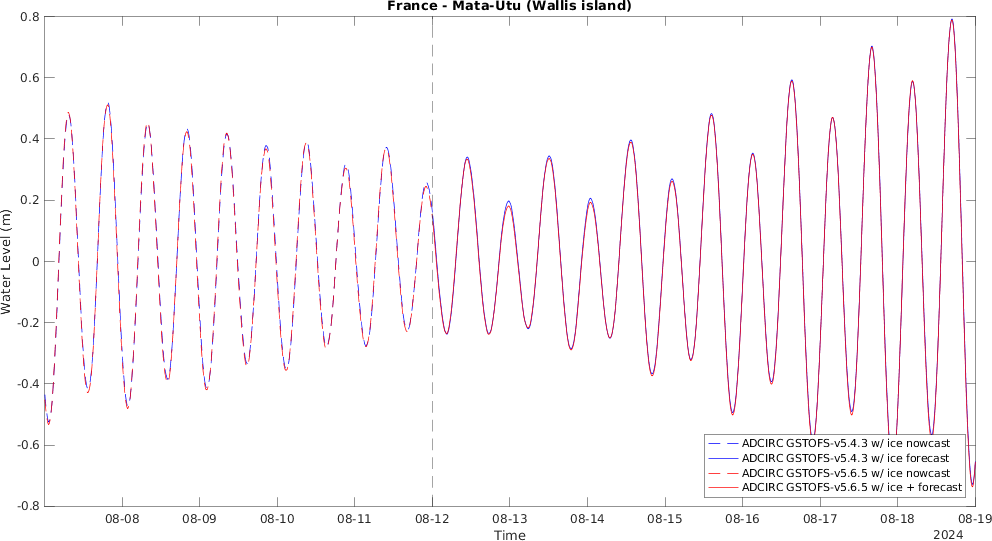 France - Mata-Utu (Wallis island)
0.8
0.6
0.4
0.2
0
-0.2
-0.4
-0.6
-0.8
Water Level (m)
ADCIRC GSTOFS-v5.4.3 w/ ice nowcast
ADCIRC GSTOFS-v5.4.3 w/ ice forecast
ADCIRC GSTOFS-v5.6.5 w/ ice nowcast
ADCIRC GSTOFS-v5.6.5 w/ ice + forecast
08-08 08-09 08-10 08-11 08-12 08-13 08-14 08-15 08-16 08-17 08-18 08-19
Time
2024